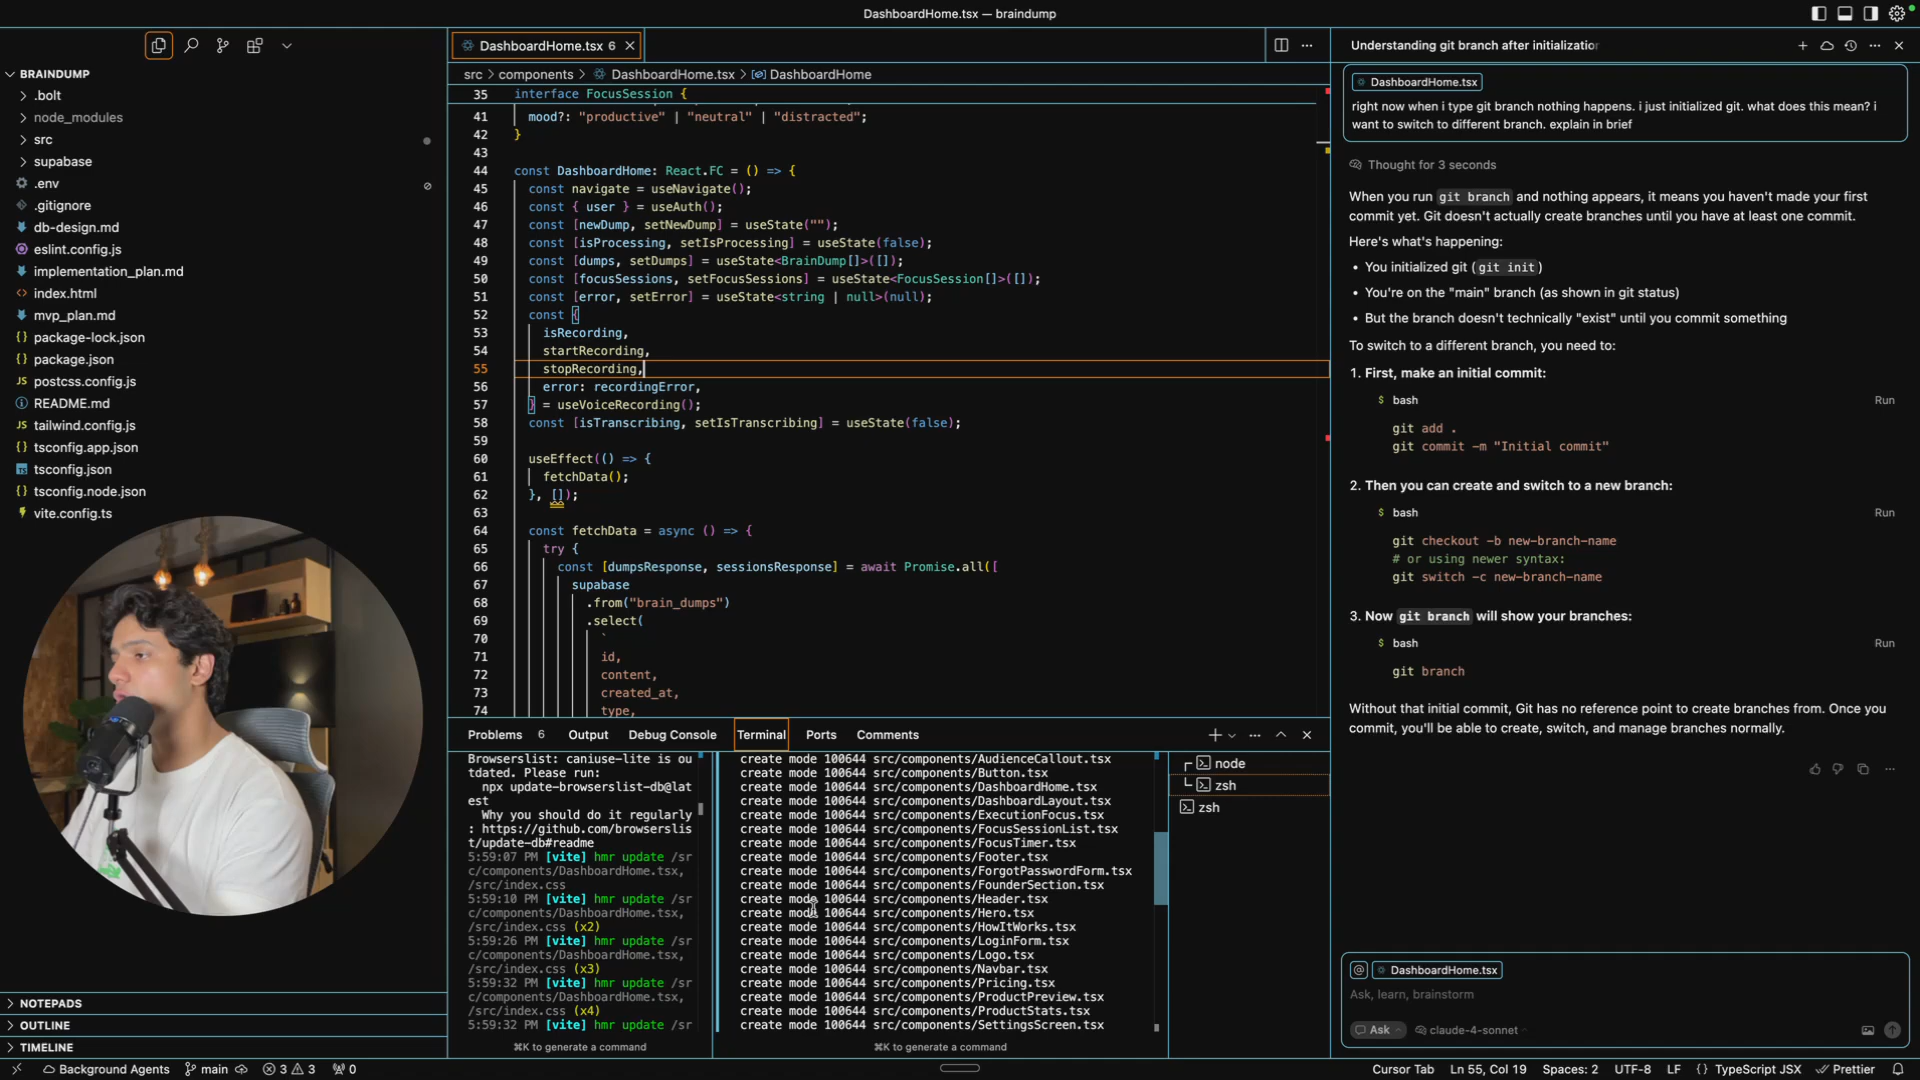 DashboardHome.tsx — braindump
BRAINDUMP
.bolt
node_modules
src
supabase
.env
.gitignore
db-design.md
eslint.config.js
implementation_plan.md
index.html
mvp_plan.md
package-lock.json
package.json
postcss.config.js
README.md
tailwind.config.js
tsconfig.app.json
tsconfig.json
tsconfig.node.json
vite.config.ts
NOTEPADS
OUTLINE
TIMELINE
DashboardHome.tsx 6
src > components > DashboardHome.tsx > DashboardHome
35 interface FocusSession {
41 mood?: "productive" | "neutral" | "distracted";
42 }
43
44 const DashboardHome: React.FC = () => {
45 const navigate = useNavigate();
46 const { user } = useAuth();
47 const [newDump, setNewDump] = useState("");
48 const [isProcessing, setIsProcessing] = useState(false);
49 const [dumps, setDumps] = useState<BrainDump[]>([]);
50 const [focusSessions, setFocusSessions] = useState<FocusSession[]>([]);
51 const [error, setError] = useState<string | null>(null);
52 const {
53 isRecording,
54 startRecording,
55 stopRecording,
56 error: recordingError,
57 } = useVoiceRecording();
58 const [isTranscribing, setIsTranscribing] = useState(false);
59
60 useEffect(() => {
61 fetchData();
62 }, []);
63
64 const fetchData = async () => {
65 try {
66 const [dumpsResponse, sessionsResponse] = await Promise.all([
67 supabase
68 .from("brain_dumps")
69 .select(
70 `
71 id,
72 content,
73 created_at,
74 type,
Problems 6 Output Debug Console Terminal Ports Comments
Browserslist: caniuse-lite is ou
tdated. Please run:
npx update-browserslist-db@lat
est
Why you should do it regularly
: https://github.com/browserslis
t/update-db#readme
5:59:07 PM [vite] hmr update /sr
c/components/DashboardHome.tsx,
/src/index.css
5:59:10 PM [vite] hmr update /sr
c/components/DashboardHome.tsx,
/src/index.css (x2)
5:59:26 PM [vite] hmr update /sr
c/components/DashboardHome.tsx,
/src/index.css (x3)
5:59:32 PM [vite] hmr update /sr
c/components/DashboardHome.tsx,
/src/index.css (x4)
5:59:32 PM [vite] hmr update /sr
⌘K to generate a command
create mode 100644 src/components/AudienceCallout.tsx
create mode 100644 src/components/Button.tsx
create mode 100644 src/components/DashboardHome.tsx
create mode 100644 src/components/DashboardLayout.tsx
create mode 100644 src/components/ExecutionFocus.tsx
create mode 100644 src/components/FocusSessionList.tsx
create mode 100644 src/components/FocusTimer.tsx
create mode 100644 src/components/Footer.tsx
create mode 100644 src/components/ForgotPasswordForm.tsx
create mode 100644 src/components/FounderSection.tsx
create mode 100644 src/components/Header.tsx
create mode 100644 src/components/Hero.tsx
create mode 100644 src/components/HowItWorks.tsx
create mode 100644 src/components/LoginForm.tsx
create mode 100644 src/components/Logo.tsx
create mode 100644 src/components/Navbar.tsx
create mode 100644 src/components/Pricing.tsx
create mode 100644 src/components/ProductPreview.tsx
create mode 100644 src/components/ProductStats.tsx
create mode 100644 src/components/SettingsScreen.tsx
⌘K to generate a command
node
zsh
zsh
Understanding git branch after initializatior
DashboardHome.tsx
right now when i type git branch nothing happens. i just initialized git. what does this mean? i
want to switch to different branch. explain in brief
Thought for 3 seconds
When you run git branch and nothing appears, it means you haven't made your first
commit yet. Git doesn't actually create branches until you have at least one commit.
Here's what's happening:
• You initialized git (git init)
• You're on the "main" branch (as shown in git status)
• But the branch doesn't technically "exist" until you commit something
To switch to a different branch, you need to:
1. First, make an initial commit:
$ bash Run
git add .
git commit -m "Initial commit"
2. Then you can create and switch to a new branch:
$ bash Run
git checkout -b new-branch-name
# or using newer syntax:
git switch -c new-branch-name
3. Now git branch will show your branches:
$ bash Run
git branch
Without that initial commit, Git has no reference point to create branches from. Once you
commit, you'll be able to create, switch, and manage branches normally.
@ DashboardHome.tsx
Ask, learn, brainstorm
Ask claude-4-sonnet
Background Agents main 3 3 0
Cursor Tab Ln 55, Col 19 Spaces: 2 UTF-8 LF {} TypeScript JSX Prettier